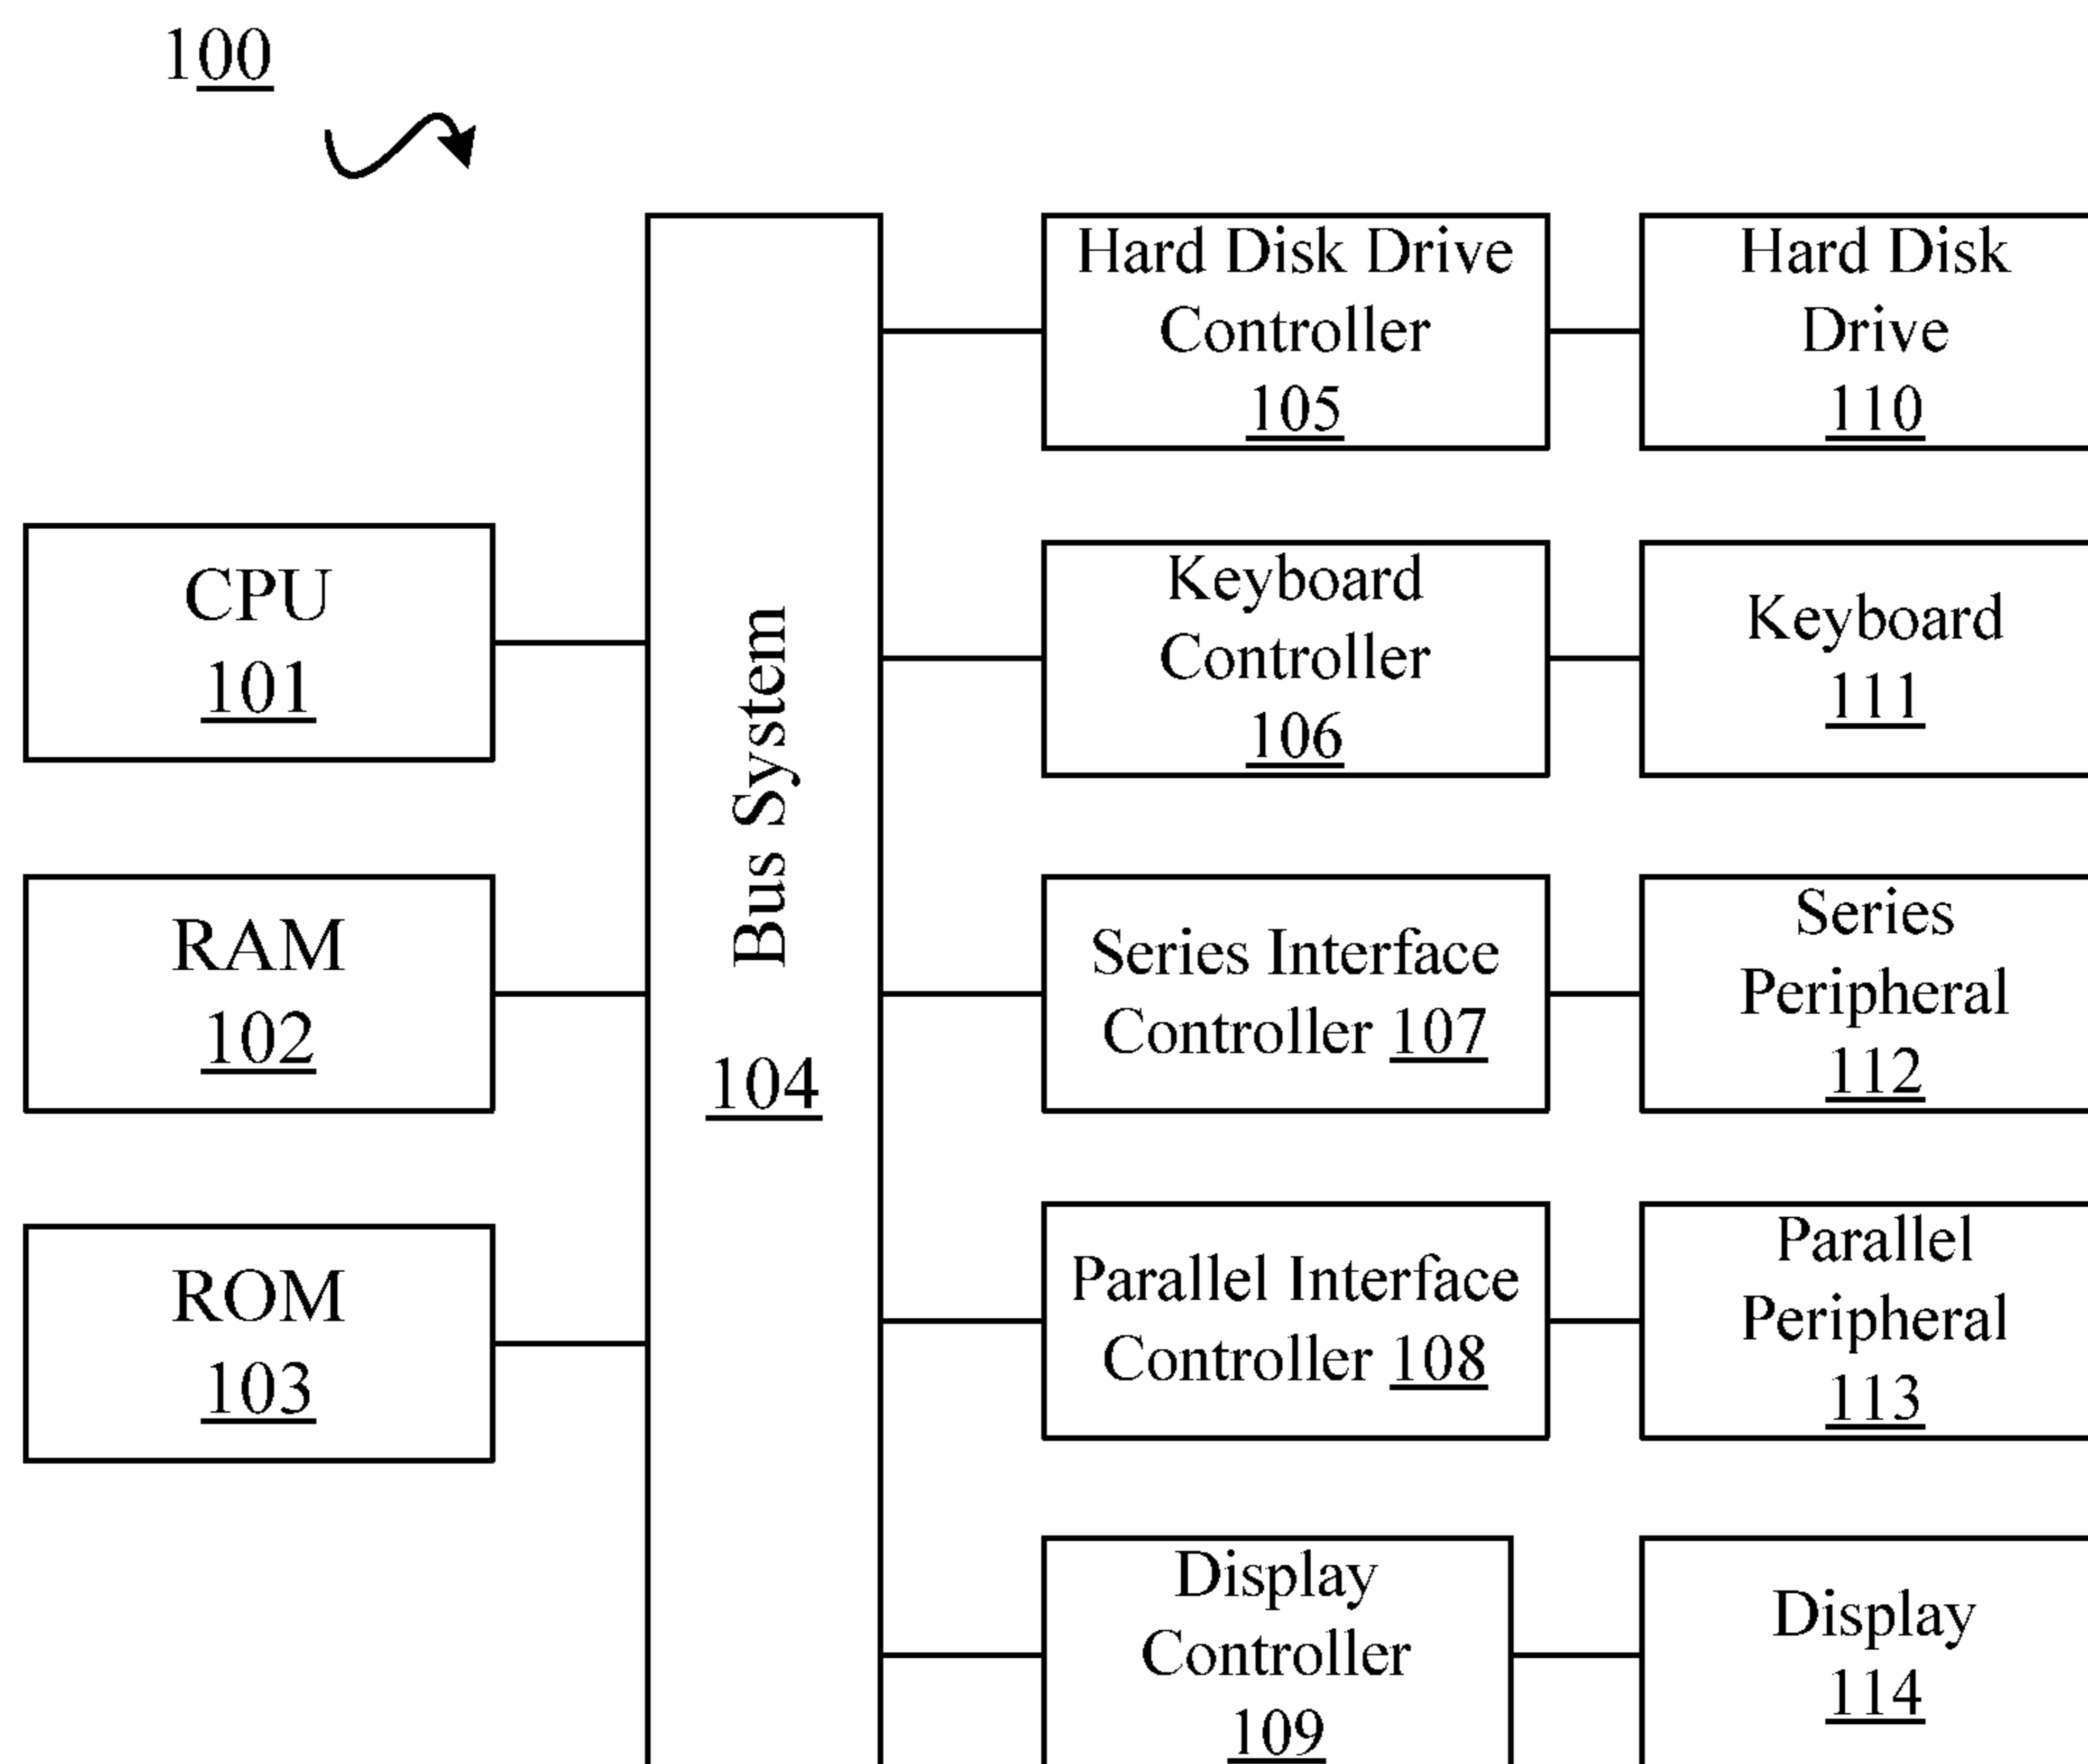 100
CPU
101
RAM
102
ROM
103
Bus System
104
Hard Disk Drive
Controller
105
Hard Disk
Drive
110
Keyboard
Controller
106
Keyboard
111
Series Interface
Controller 107
Series
Peripheral
112
Parallel Interface
Controller 108
Parallel
Peripheral
113
Display
Controller
109
Display
114